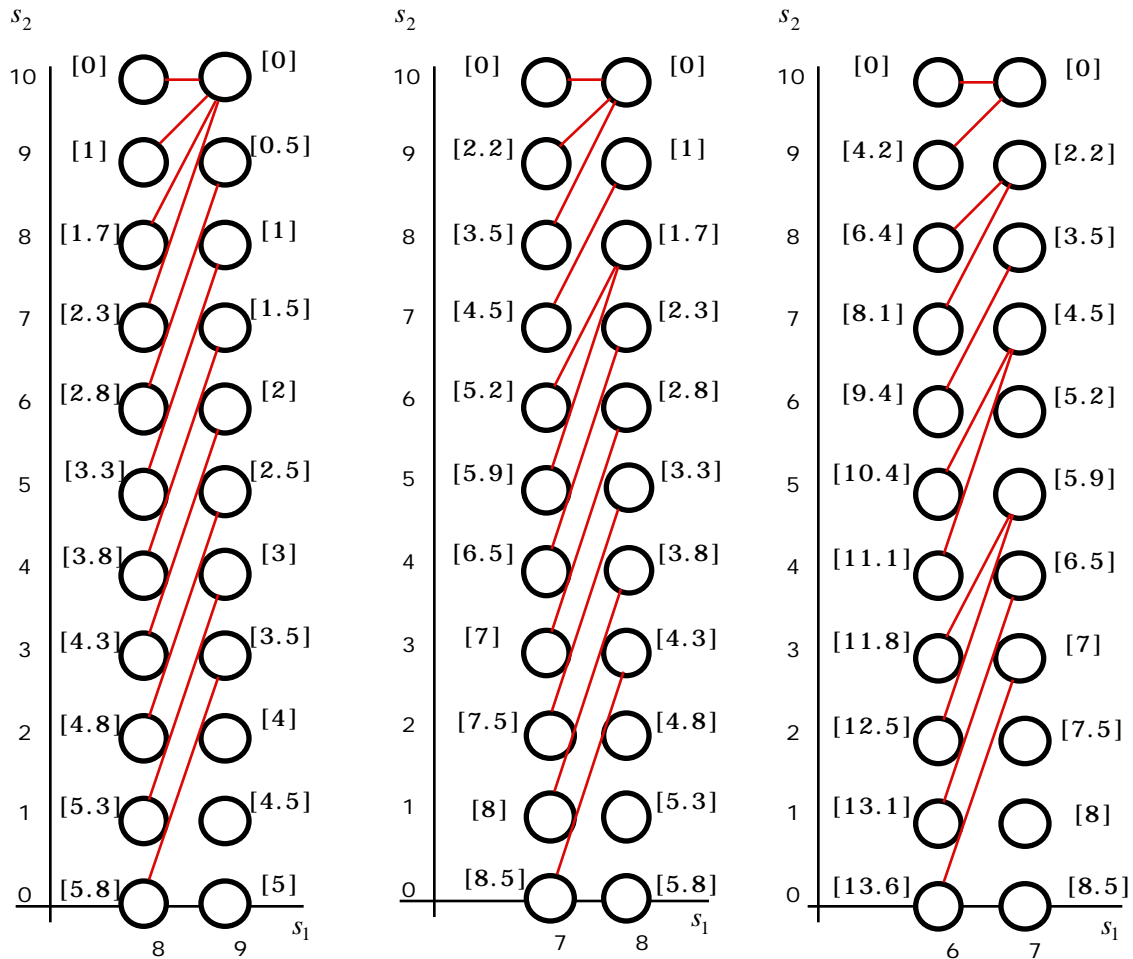 s2 s2 s2
10 [0] [0] 10 [0] [0] 10 [0] [0]
9 [1] [0.5] 9 [2.2] [1] 9 [4.2] [2.2]
8 [1.7] [1] 8 [3.5] [1.7] 8 [6.4] [3.5]
7 [2.3] [1.5] 7 [4.5] [2.3] 7 [8.1] [4.5]
6 [2.8] [2] 6 [5.2] [2.8] 6 [9.4] [5.2]
5 [3.3] [2.5] 5 [5.9] [3.3] 5 [10.4] [5.9]
4 [3.8] [3] 4 [6.5] [3.8] 4 [11.1] [6.5]
3 [4.3] [3.5] 3 [7] [4.3] 3 [11.8] [7]
2 [4.8] [4] 2 [7.5] [4.8] 2 [12.5] [7.5]
1 [5.3] [4.5] 1 [8] [5.3] 1 [13.1] [8]
0 [5.8] [5] 0 [8.5] [5.8] 0 [13.6] [8.5]
s1 s1 s1
8 9 7 8 6 7